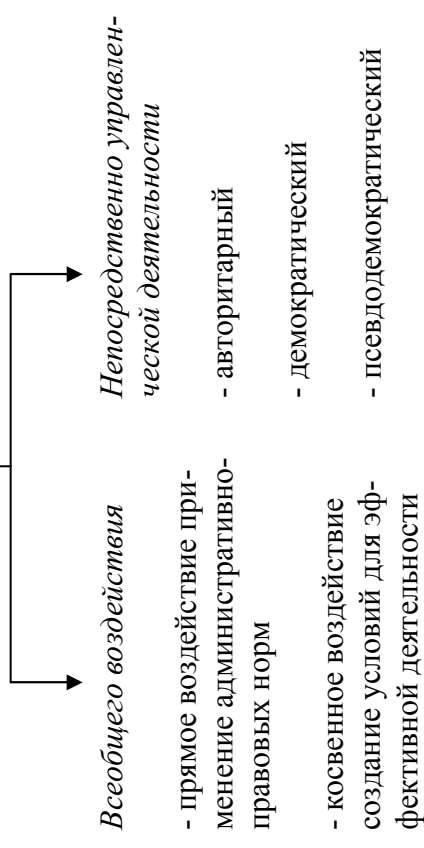 Всеобщего воздействия
- прямое воздействие при-
менение административно-
правовых норм
- косвенное воздействие
создание условий для эф-
фективной деятельности
Непосредственно управлен-
ческой деятельности
- авторитарный
- демократический
- псевдодемократический